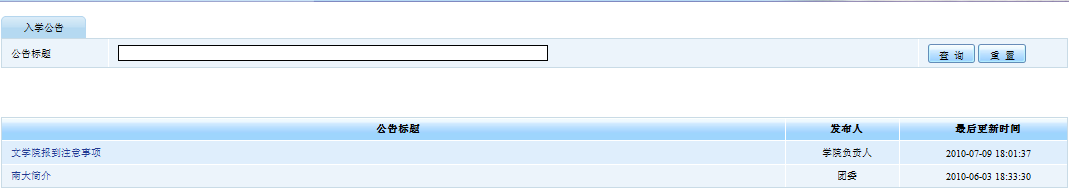 入学公告
公告标题 查 询 重 置
公告标题 发布人 最后更新时间
文学院报到注意事项 学院负责人 2010-07-09 18:01:37
南大简介 团委 2010-06-03 18:33:30